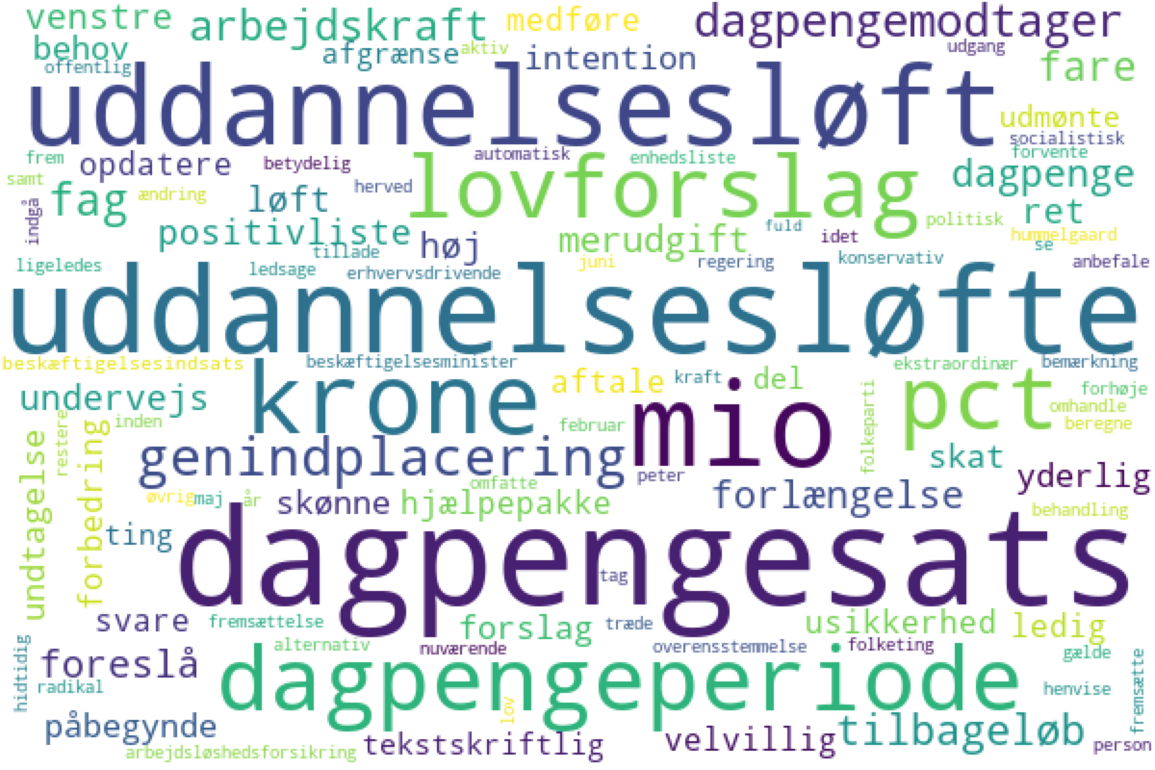 venstre
arbejdskraft
medføre
dagpengemodtager
behov
afgrænse
aktiv
intention
udgang
fare
offentlig
uddannelsesløft
udmønte
socialistisk
frem
opdatere
betydelig
automatisk
enhedsliste
forvente
samt
fag
ændring
løft
herved
lovforslag
dagpenge
indgå
positivliste
høj
merudgift
fuld
idet
politisk
ret
hummelgaard
tillade
se
ligeledes
ledsage
erhvervsdrivende
juni
regering
konservativ
anbefale
uddannelsesløfte
beskæftigelsesindsats
beskæftigelsesminister
ekstraordinær
bemærkning
undervejs
krone
aftale
kraft
del
mio
folkeparti
pct
forhøje
omhandle
beregne
restere
inden
februar
genindplacering
skat
undtagelse
forbedring
peter
yderlig
omfatte
øvrig
maj
år
skønne
hjælpepakke
forlængelse
behandling
ting
dagpengesats
tag
svare
fremsættelse
forslag
træde
usikkerhed
ledig
hidtidig
foreslå
alternativ
nuværende
overensstemmelse
folketing
gælde
fremsætte
radikal
dagpengeperiode
henvise
påbegynde
lov
tilbageløb
arbejdsløshedsforsikring
tekstskriftlig
velvillig
person